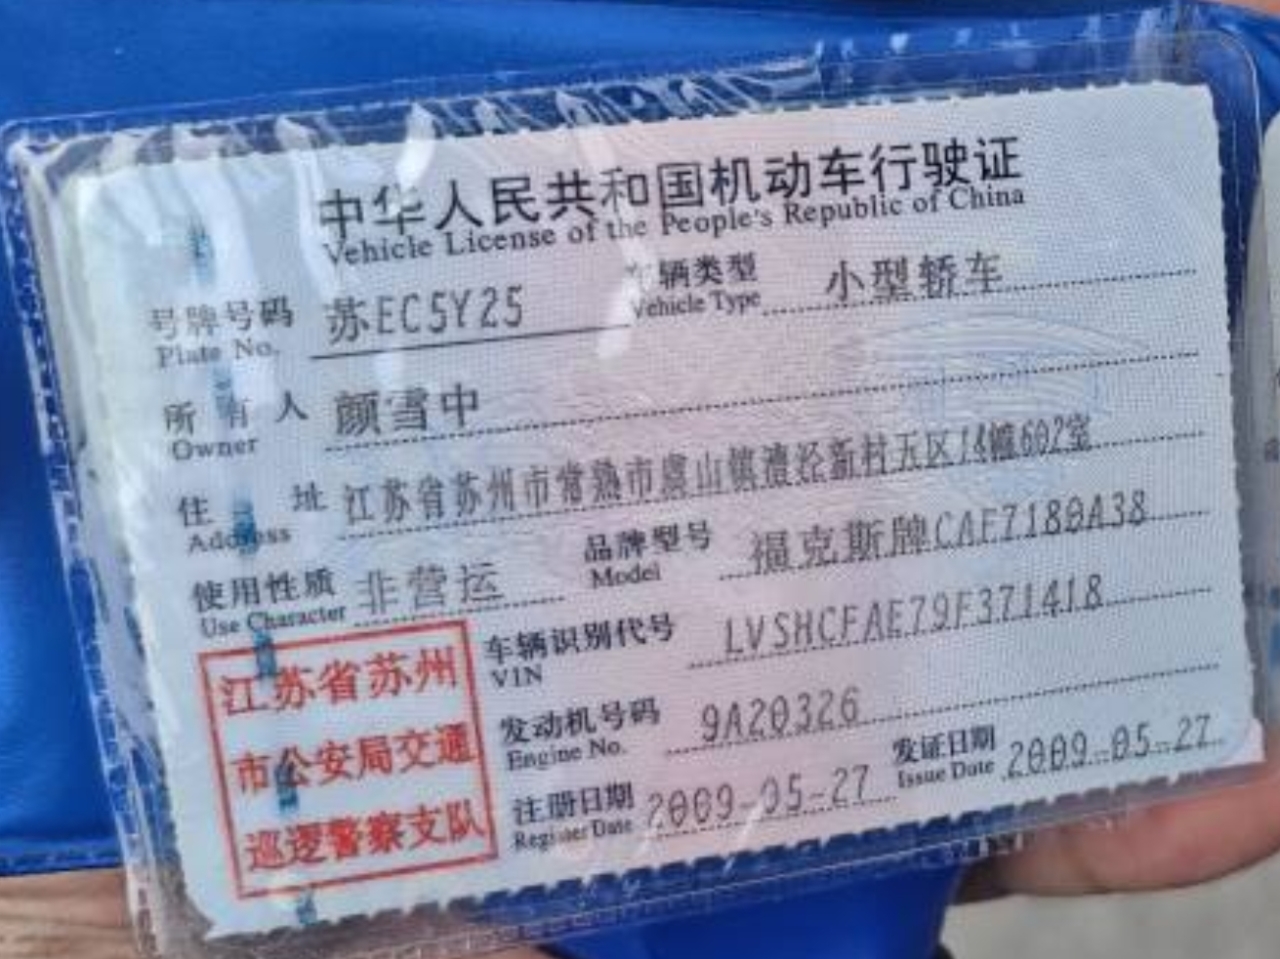 中华人民共和国机动车行驶证
Vehicle License of the People's Republic of China
号牌号码 苏EC5Y25 车辆类型 小型轿车
Plate No. Vehicle Type
所有人 颜雪中
Owner
住址 江苏省苏州市常熟市虞山镇漕泾新村五区14幢602室
Address
使用性质 非营运 品牌型号 福克斯牌CAF7180A38
Use Character Model
车辆识别代号 LVSHCFAE79F371418
VIN
发动机号码 9A20326
Engine No.
注册日期 2009-05-27 发证日期 2009-05-27
Register Date Issue Date
江苏省苏州
市公安局交通
巡逻警察支队